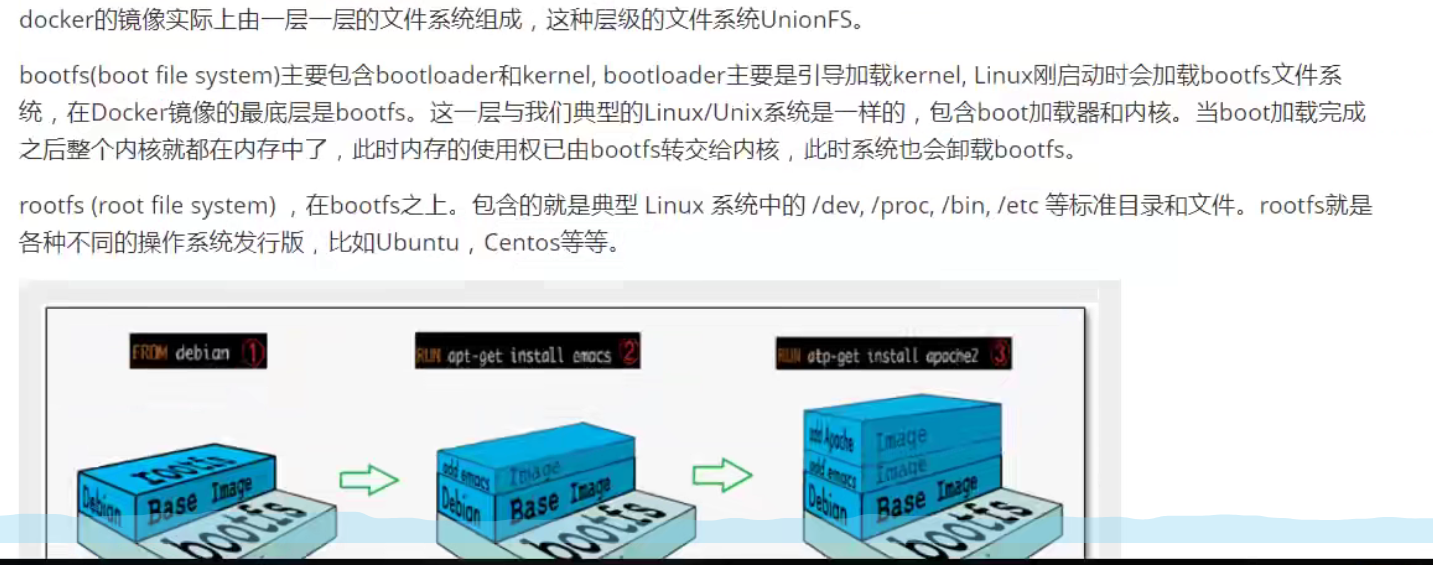 docker的镜像实际上由一层一层的文件系统组成，这种层级的文件系统UnionFS。
bootfs(boot file system)主要包含bootloader和kernel, bootloader主要是引导加载kernel, Linux刚启动时会加载bootfs文件系
统，在Docker镜像的最底层是bootfs。这一层与我们典型的Linux/Unix系统是一样的，包含boot加载器和内核。当boot加载完成
之后整个内核就都在内存中了，此时内存的使用权已由bootfs转交给内核，此时系统也会卸载bootfs。
rootfs (root file system) ，在bootfs之上。包含的就是典型 Linux 系统中的 /dev, /proc, /bin, /etc 等标准目录和文件。rootfs就是
各种不同的操作系统发行版，比如Ubuntu，Centos等等。
FROM debian ①
RUN apt-get install emacs ②
RUN atp-get install apache2 ③
rootfs
Debian Base Image
bootfs
add emacs Image
Debian Base Image
bootfs
add Apache Image
add emacs Image
Debian Base Image
bootfs